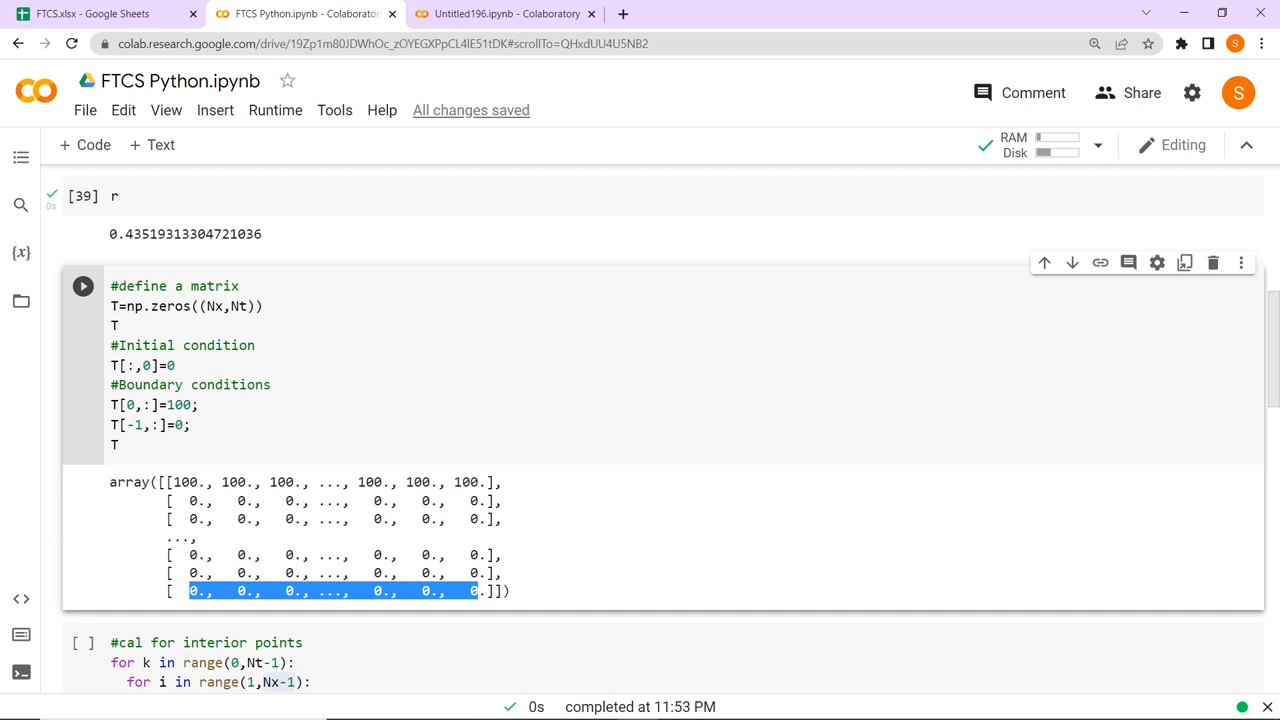 FTCS.xlsx - Google Sheets
FTCS Python.ipynb - Colaborator
Untitled196.ipynb - Colaboratory
colab.research.google.com/drive/19Zp1m80JDWhOc_zOYEGXPpCL4lE51tDK#scrollTo=QHxdUU4U5NB2
S
FTCS Python.ipynb
Comment
Share
S
File Edit View Insert Runtime Tools Help All changes saved
+ Code + Text
RAM
Disk
Editing
[39] r
0s
0.43519313304721036
{x}
#define a matrix
T=np.zeros((Nx,Nt))
T
#Initial condition
T[:,0]=0
#Boundary conditions
T[0,:]=100;
T[-1,:]=0;
T
array([[100., 100., 100., ..., 100., 100., 100.],
[ 0., 0., 0., ..., 0., 0., 0.],
[ 0., 0., 0., ..., 0., 0., 0.],
...,
[ 0., 0., 0., ..., 0., 0., 0.],
[ 0., 0., 0., ..., 0., 0., 0.],
[ 0., 0., 0., ..., 0., 0., 0.]])
[ ] #cal for interior points
for k in range(0,Nt-1):
for i in range(1,Nx-1):
0s completed at 11:53 PM